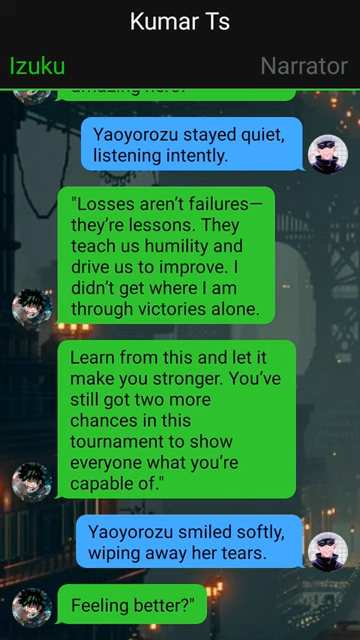 Kumar Ts
Izuku
Narrator
amazing hero.
Yaoyorozu stayed quiet,
listening intently.
"Losses aren’t failures—
they’re lessons. They
teach us humility and
drive us to improve. I
didn’t get where I am
through victories alone.
Learn from this and let it
make you stronger. You’ve
still got two more
chances in this
tournament to show
everyone what you’re
capable of."
Yaoyorozu smiled softly,
wiping away her tears.
Feeling better?"